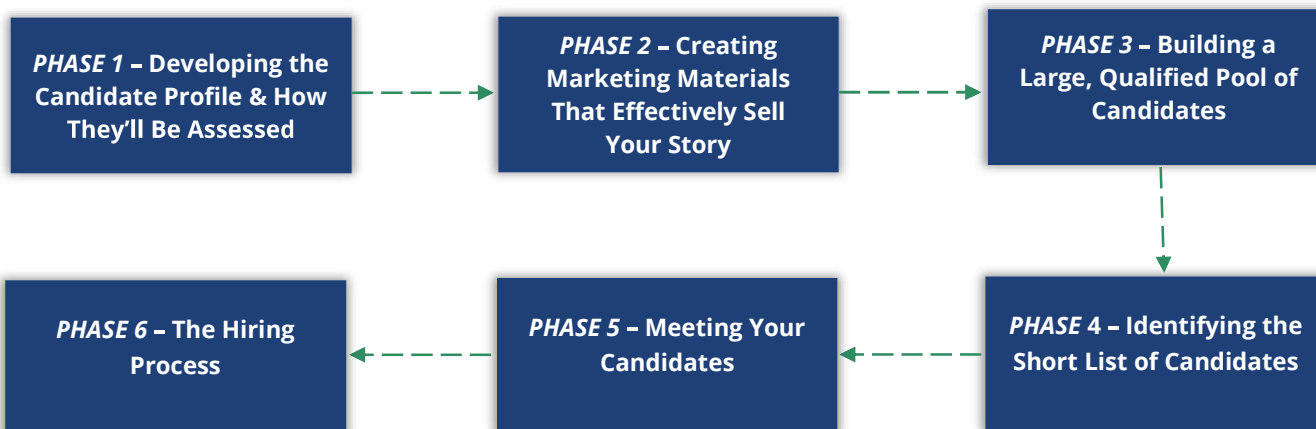 PHASE 1 – Developing the
Candidate Profile & How
They’ll Be Assessed
PHASE 2 – Creating
Marketing Materials
That Effectively Sell
Your Story
PHASE 3 – Building a
Large, Qualified Pool of
Candidates
PHASE 4 – Identifying the
Short List of Candidates
PHASE 5 – Meeting Your
Candidates
PHASE 6 – The Hiring
Process